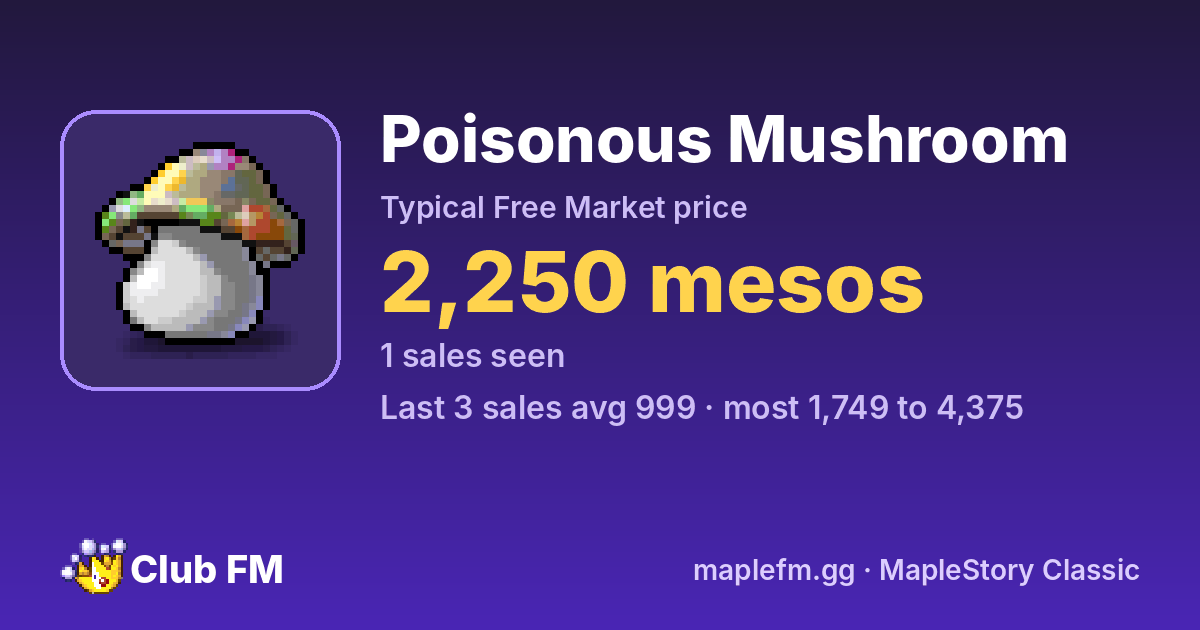 Poisonous Mushroom
Typical Free Market price
2,250 mesos
1 sales seen
Last 3 sales avg 999 · most 1,749 to 4,375
Club FM
maplefm.gg · MapleStory Classic